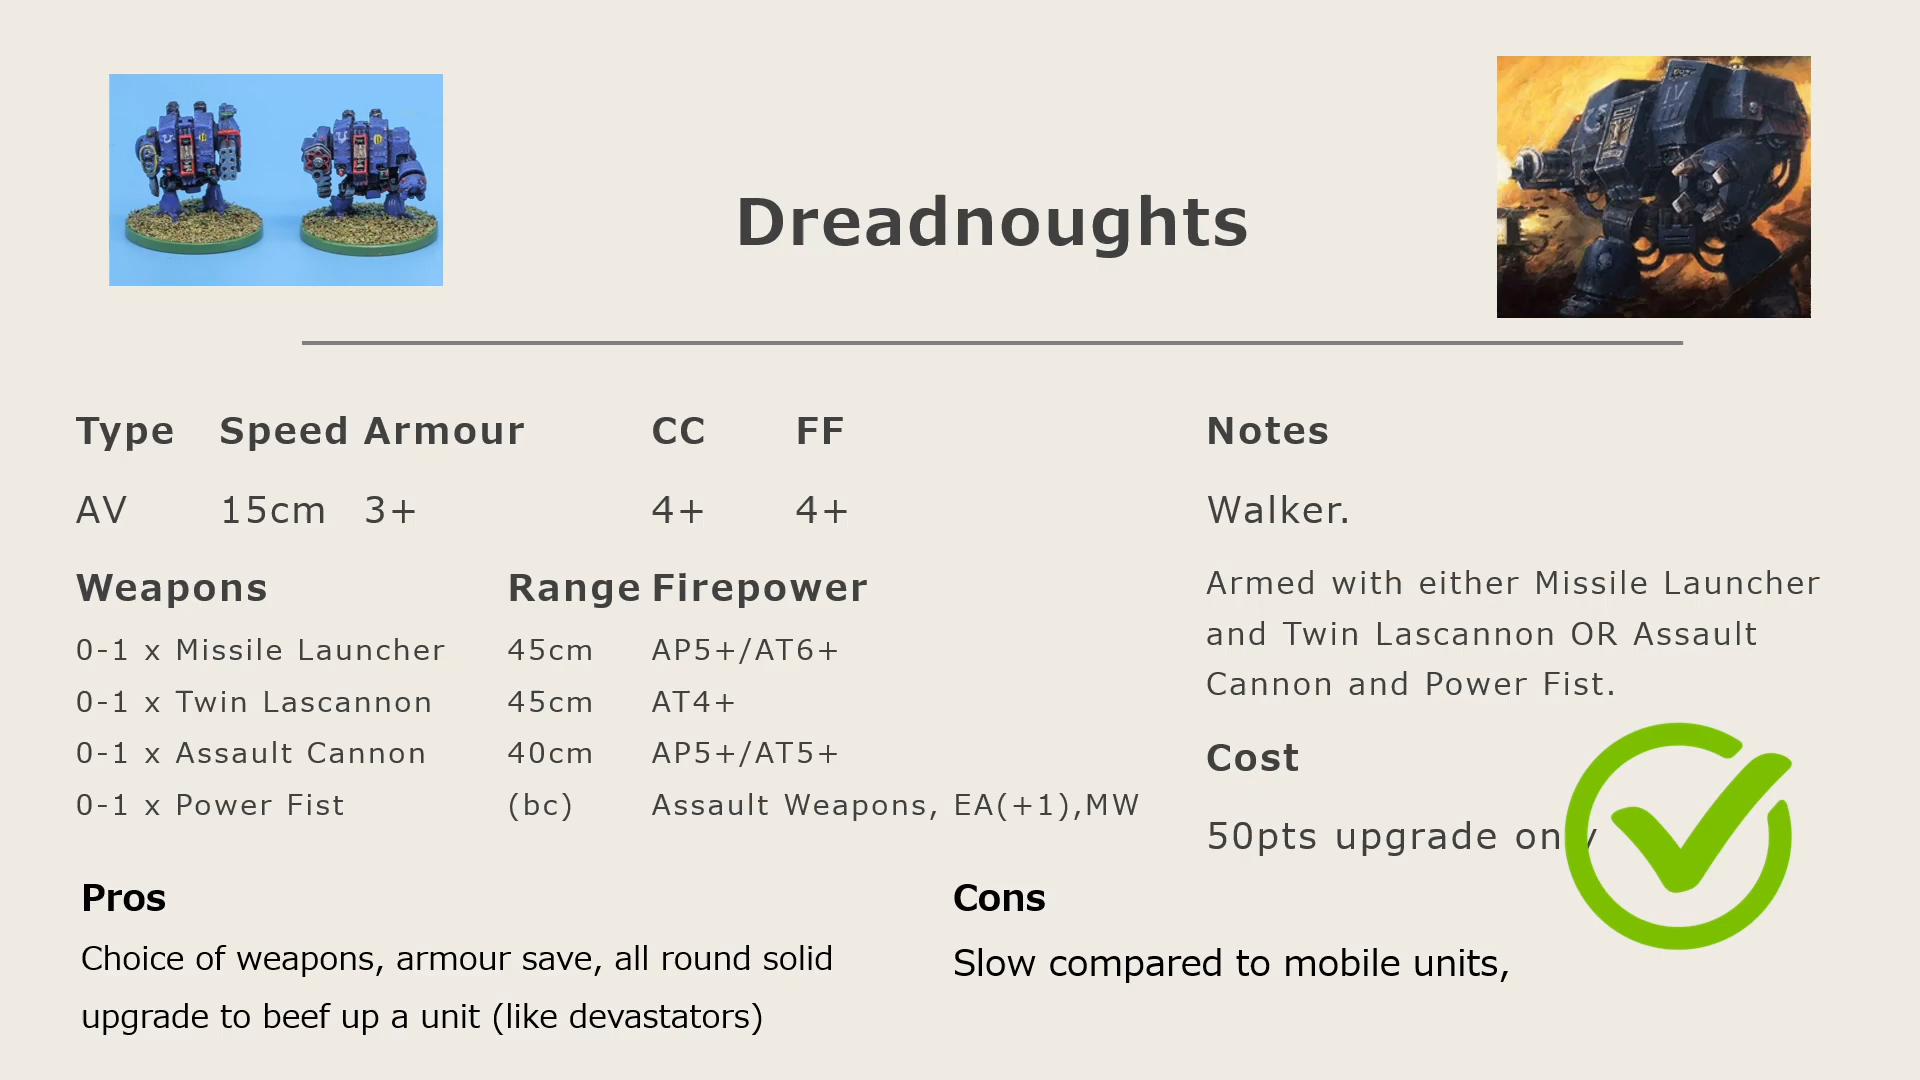 Dreadnoughts
Type Speed Armour CC FF
AV 15cm 3+ 4+ 4+
Weapons Range Firepower
0-1 x Missile Launcher 45cm AP5+/AT6+
0-1 x Twin Lascannon 45cm AT4+
0-1 x Assault Cannon 40cm AP5+/AT5+
0-1 x Power Fist (bc) Assault Weapons, EA(+1),MW
Notes
Walker.
Armed with either Missile Launcher
and Twin Lascannon OR Assault
Cannon and Power Fist.
Cost
50pts upgrade only
Pros
Choice of weapons, armour save, all round solid
upgrade to beef up a unit (like devastators)
Cons
Slow compared to mobile units,